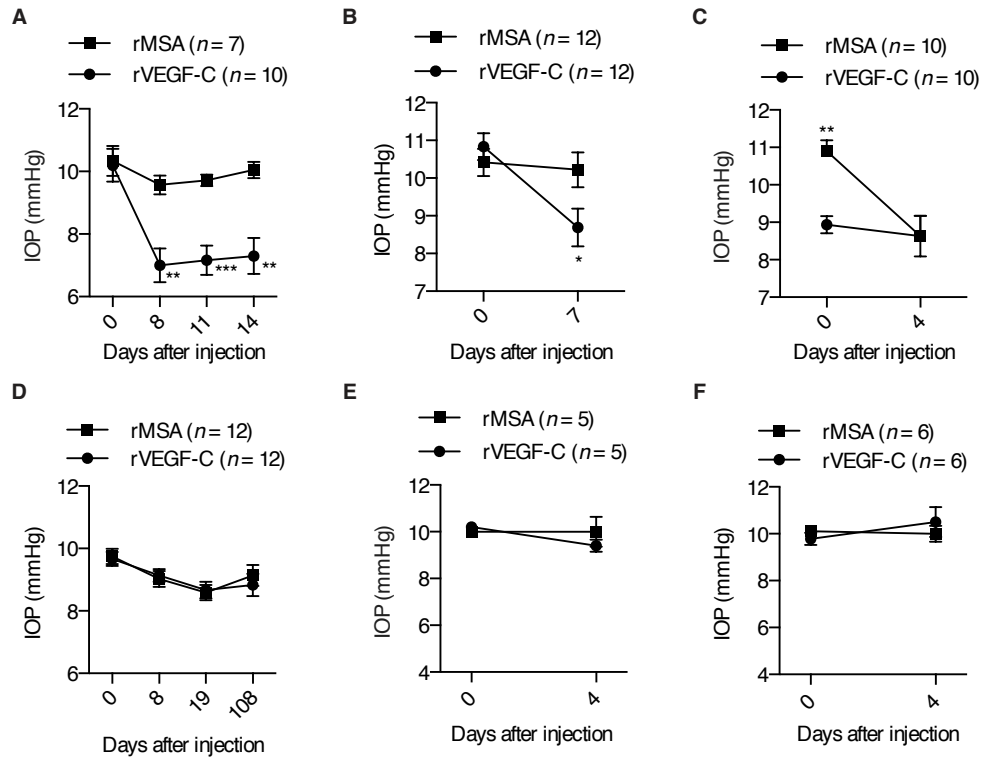 A
rMSA (n = 7)
rVEGF-C (n = 10)
12
10
8
6
IOP (mmHg)
**
***
**
0
8
11
14
Days after injection
B
rMSA (n = 12)
rVEGF-C (n = 12)
12
11
10
9
8
7
IOP (mmHg)
*
0
7
Days after injection
C
rMSA (n = 10)
rVEGF-C (n = 10)
12
11
10
9
8
7
IOP (mmHg)
**
0
4
Days after injection
D
rMSA (n = 12)
rVEGF-C (n = 12)
12
10
8
6
IOP (mmHg)
0
8
19
108
Days after injection
E
rMSA (n = 5)
rVEGF-C (n = 5)
12
10
8
6
4
IOP (mmHg)
0
4
Days after injection
F
rMSA (n = 6)
rVEGF-C (n = 6)
12
10
8
6
4
IOP (mmHg)
0
4
Days after injection